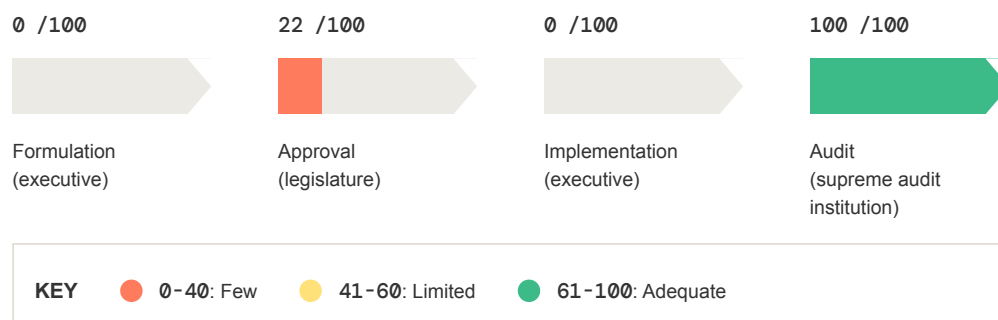 0 /100
22 /100
0 /100
100 /100
Formulation
(executive)
Approval
(legislature)
Implementation
(executive)
Audit
(supreme audit
institution)
KEY
0-40: Few
41-60: Limited
61-100: Adequate